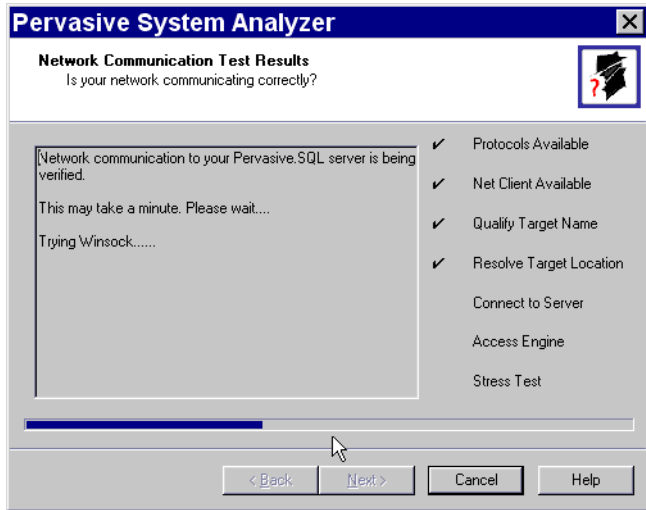 Pervasive System Analyzer
Network Communication Test Results
Is your network communicating correctly?
?
Network communication to your Pervasive.SQL server is being
verified.
This may take a minute. Please wait....
Trying Winsock......
✓ Protocols Available
✓ Net Client Available
✓ Qualify Target Name
✓ Resolve Target Location
Connect to Server
Access Engine
Stress Test
< Back
Next >
Cancel
Help